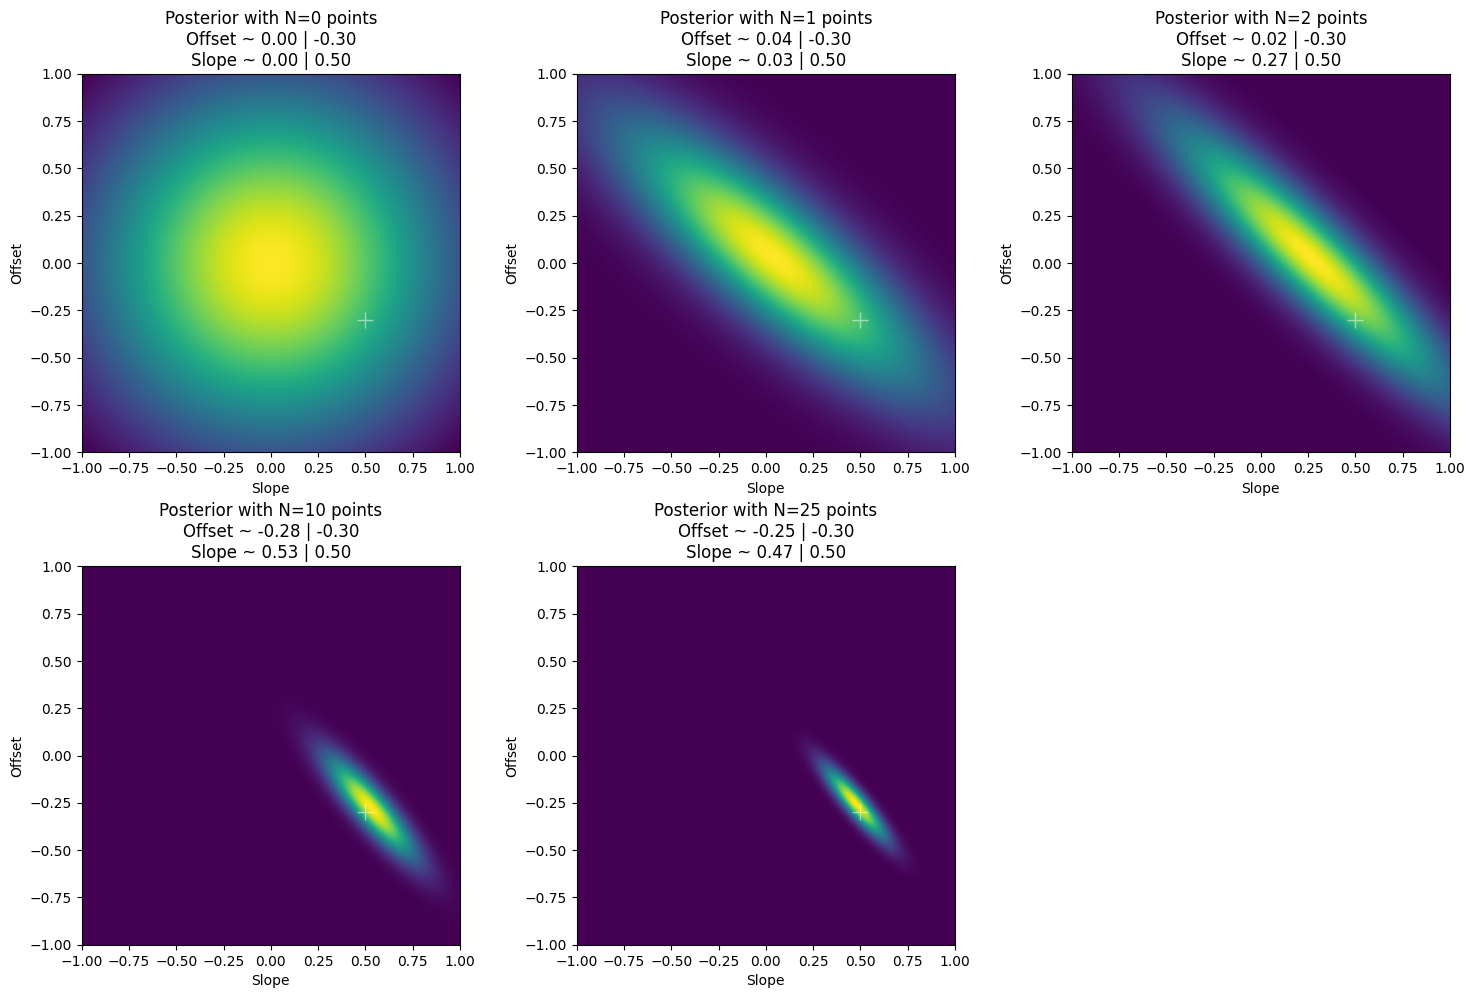 Posterior with N=0 points
Offset ~ 0.00 | -0.30
Slope ~ 0.00 | 0.50
1.00
0.75
0.50
0.25
0.00
−0.25
−0.50
−0.75
−1.00
Offset
−1.00 −0.75 −0.50 −0.25 0.00 0.25 0.50 0.75 1.00
Slope
Posterior with N=1 points
Offset ~ 0.04 | -0.30
Slope ~ 0.03 | 0.50
1.00
0.75
0.50
0.25
0.00
−0.25
−0.50
−0.75
−1.00
Offset
−1.00 −0.75 −0.50 −0.25 0.00 0.25 0.50 0.75 1.00
Slope
Posterior with N=2 points
Offset ~ 0.02 | -0.30
Slope ~ 0.27 | 0.50
1.00
0.75
0.50
0.25
0.00
−0.25
−0.50
−0.75
−1.00
Offset
−1.00 −0.75 −0.50 −0.25 0.00 0.25 0.50 0.75 1.00
Slope
Posterior with N=10 points
Offset ~ -0.28 | -0.30
Slope ~ 0.53 | 0.50
1.00
0.75
0.50
0.25
0.00
−0.25
−0.50
−0.75
−1.00
Offset
−1.00 −0.75 −0.50 −0.25 0.00 0.25 0.50 0.75 1.00
Slope
Posterior with N=25 points
Offset ~ -0.25 | -0.30
Slope ~ 0.47 | 0.50
1.00
0.75
0.50
0.25
0.00
−0.25
−0.50
−0.75
−1.00
Offset
−1.00 −0.75 −0.50 −0.25 0.00 0.25 0.50 0.75 1.00
Slope